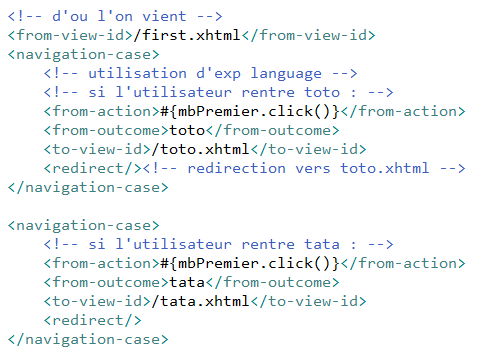 <!-- d'ou l'on vient -->
<from-view-id>/first.xhtml</from-view-id>
<navigation-case>
    <!-- utilisation d'exp language -->
    <!-- si l'utilisateur rentre toto : -->
    <from-action>#{mbPremier.click()}</from-action>
    <from-outcome>toto</from-outcome>
    <to-view-id>/toto.xhtml</to-view-id>
    <redirect/><!-- redirection vers toto.xhtml -->
</navigation-case>

<navigation-case>
    <!-- si l'utilisateur rentre tata : -->
    <from-action>#{mbPremier.click()}</from-action>
    <from-outcome>tata</from-outcome>
    <to-view-id>/tata.xhtml</to-view-id>
    <redirect/>
</navigation-case>